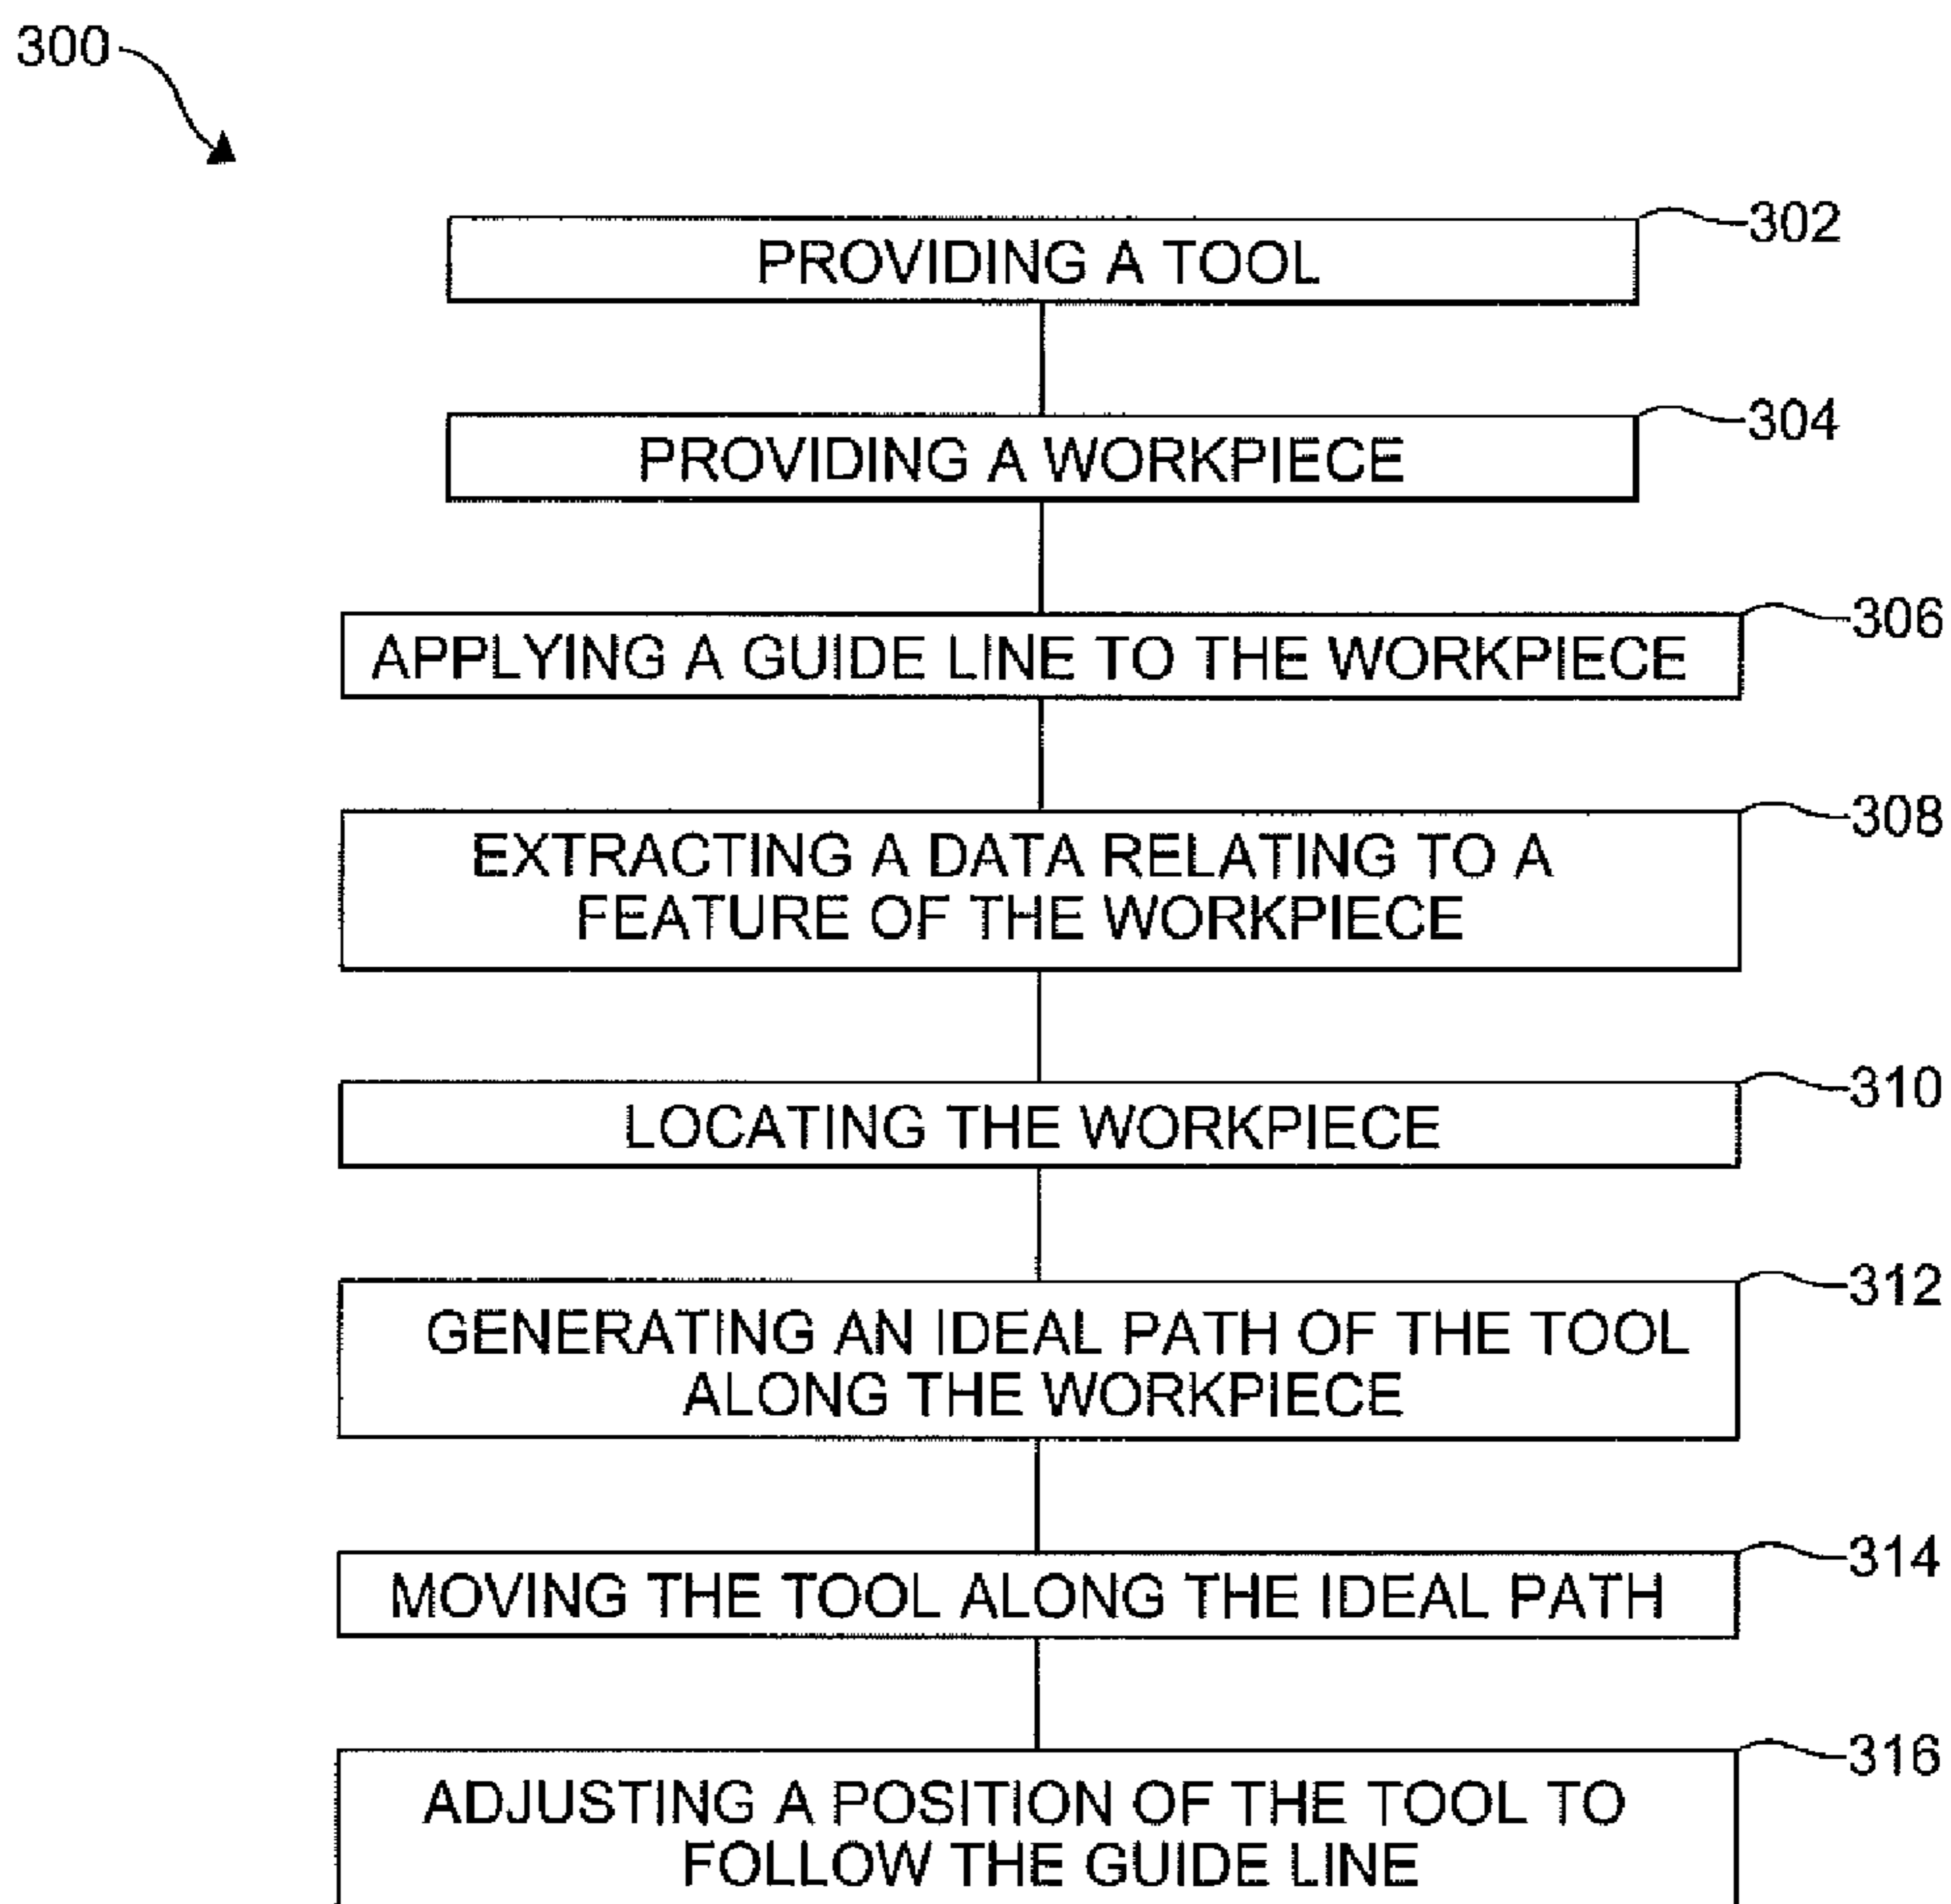 300
302
PROVIDING A TOOL
304
PROVIDING A WORKPIECE
306
APPLYING A GUIDE LINE TO THE WORKPIECE
308
EXTRACTING A DATA RELATING TO A
FEATURE OF THE WORKPIECE
310
LOCATING THE WORKPIECE
312
GENERATING AN IDEAL PATH OF THE TOOL
ALONG THE WORKPIECE
314
MOVING THE TOOL ALONG THE IDEAL PATH
316
ADJUSTING A POSITION OF THE TOOL TO
FOLLOW THE GUIDE LINE